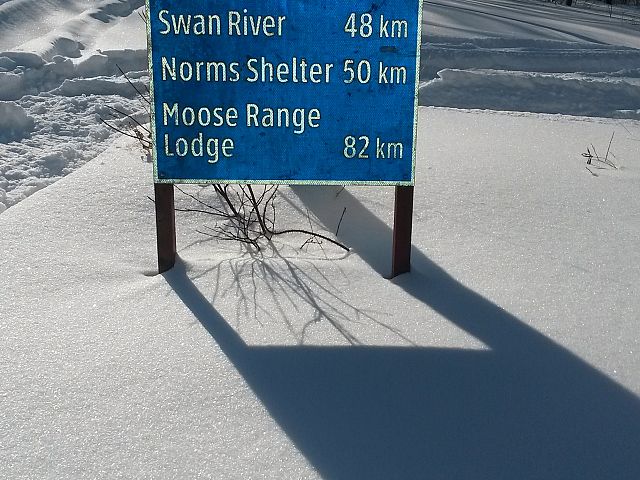 Swan River 48 km
Norms Shelter 50 km
Moose Range
Lodge 82 km